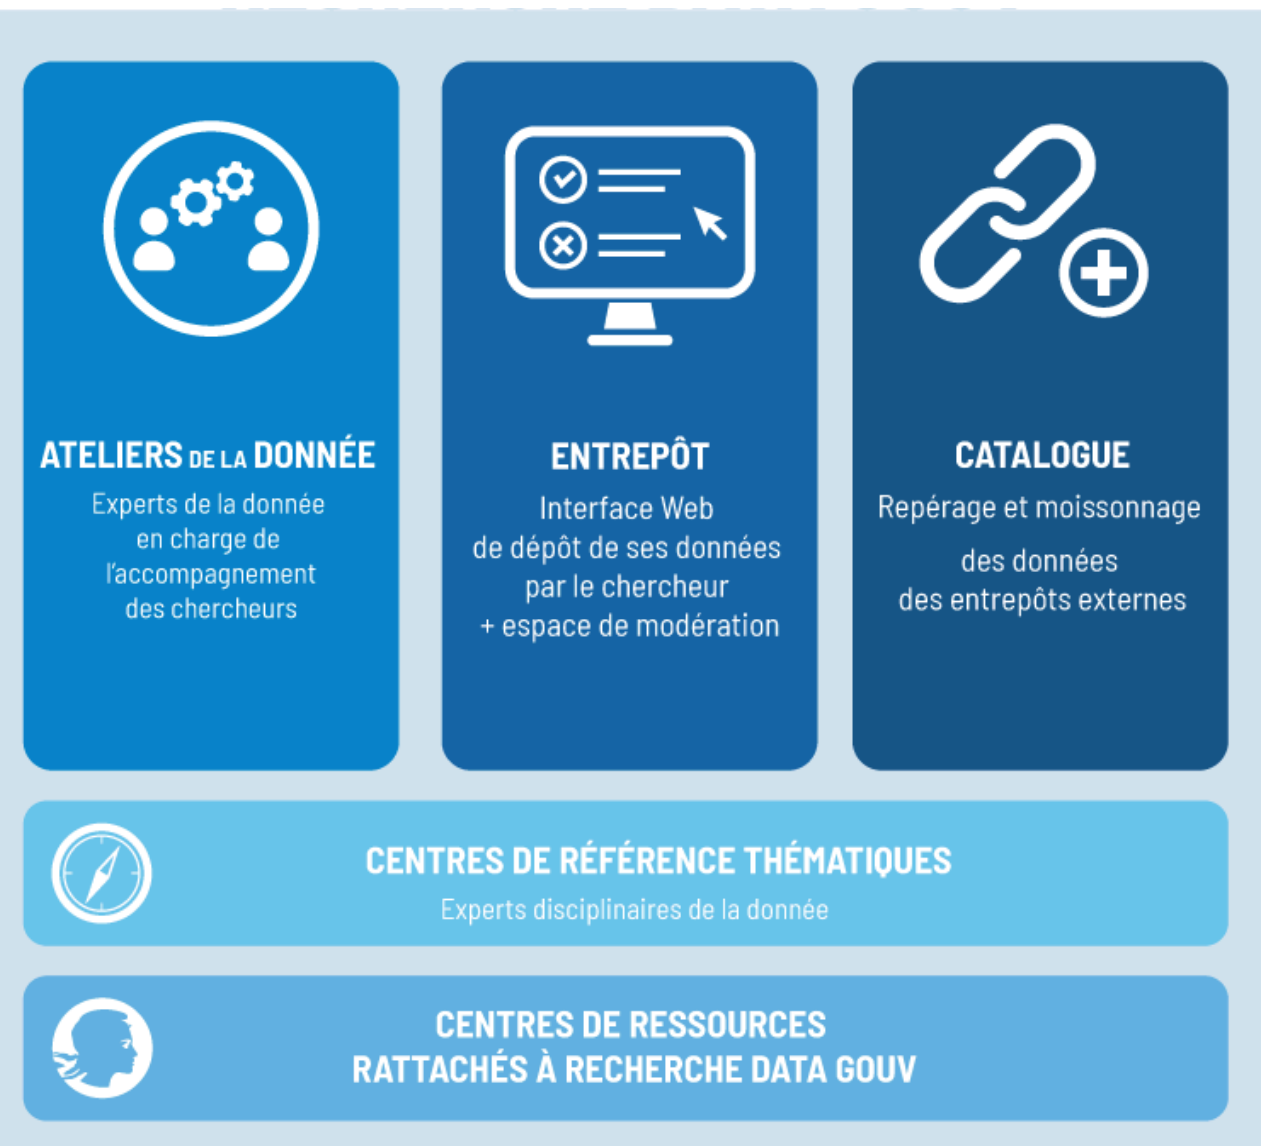 ATELIERS DE LA DONNÉE
Experts de la donnée
en charge de
l'accompagnement
des chercheurs
ENTREPÔT
Interface Web
de dépôt de ses données
par le chercheur
+ espace de modération
CATALOGUE
Repérage et moissonnage
des données
des entrepôts externes
CENTRES DE RÉFÉRENCE THÉMATIQUES
Experts disciplinaires de la donnée
CENTRES DE RESSOURCES
RATTACHÉS À RECHERCHE DATA GOUV